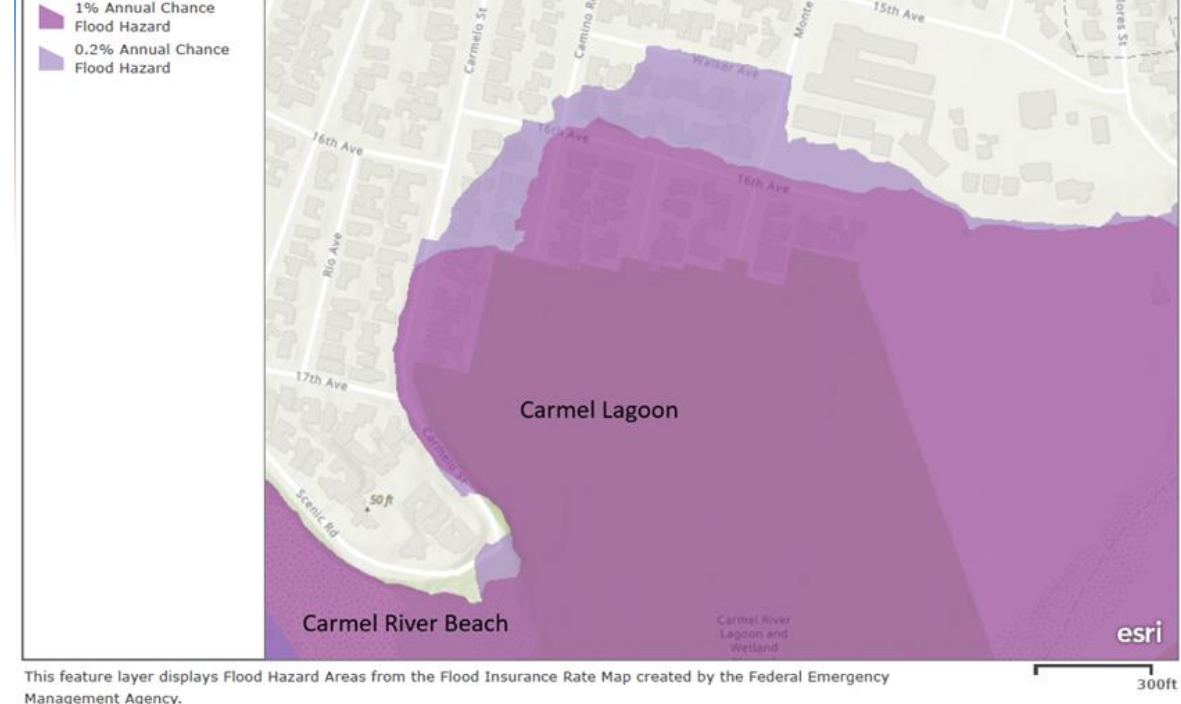 1% Annual Chance
Flood Hazard
0.2% Annual Chance
Flood Hazard
Carmelo St
Camino
Monte
15th Ave
Walker Ave
16th Ave
16th Ave
16th Ave
Rio Ave
17th Ave
Carmelo St
Carmel Lagoon
50 ft
Scenic Rd
Carmel River Beach
Carmel River
Lagoon and
Wetland
esri
This feature layer displays Flood Hazard Areas from the Flood Insurance Rate Map created by the Federal Emergency
Management Agency.
300ft